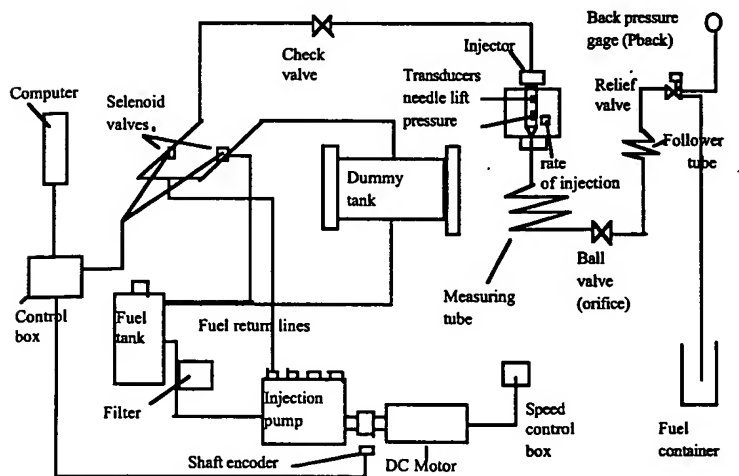 Back pressure
gage (Pback)
Check
valve
Injector
Transducers
needle lift
pressure
Relief
valve
Computer
Selenoid
valves
Follower
tube
rate
of injection
Dummy
tank
Ball
valve
(orifice)
Measuring
tube
Control
box
Fuel
tank
Fuel return lines
Filter
Injection
pump
Speed
control
box
Shaft encoder
DC Motor
Fuel
container